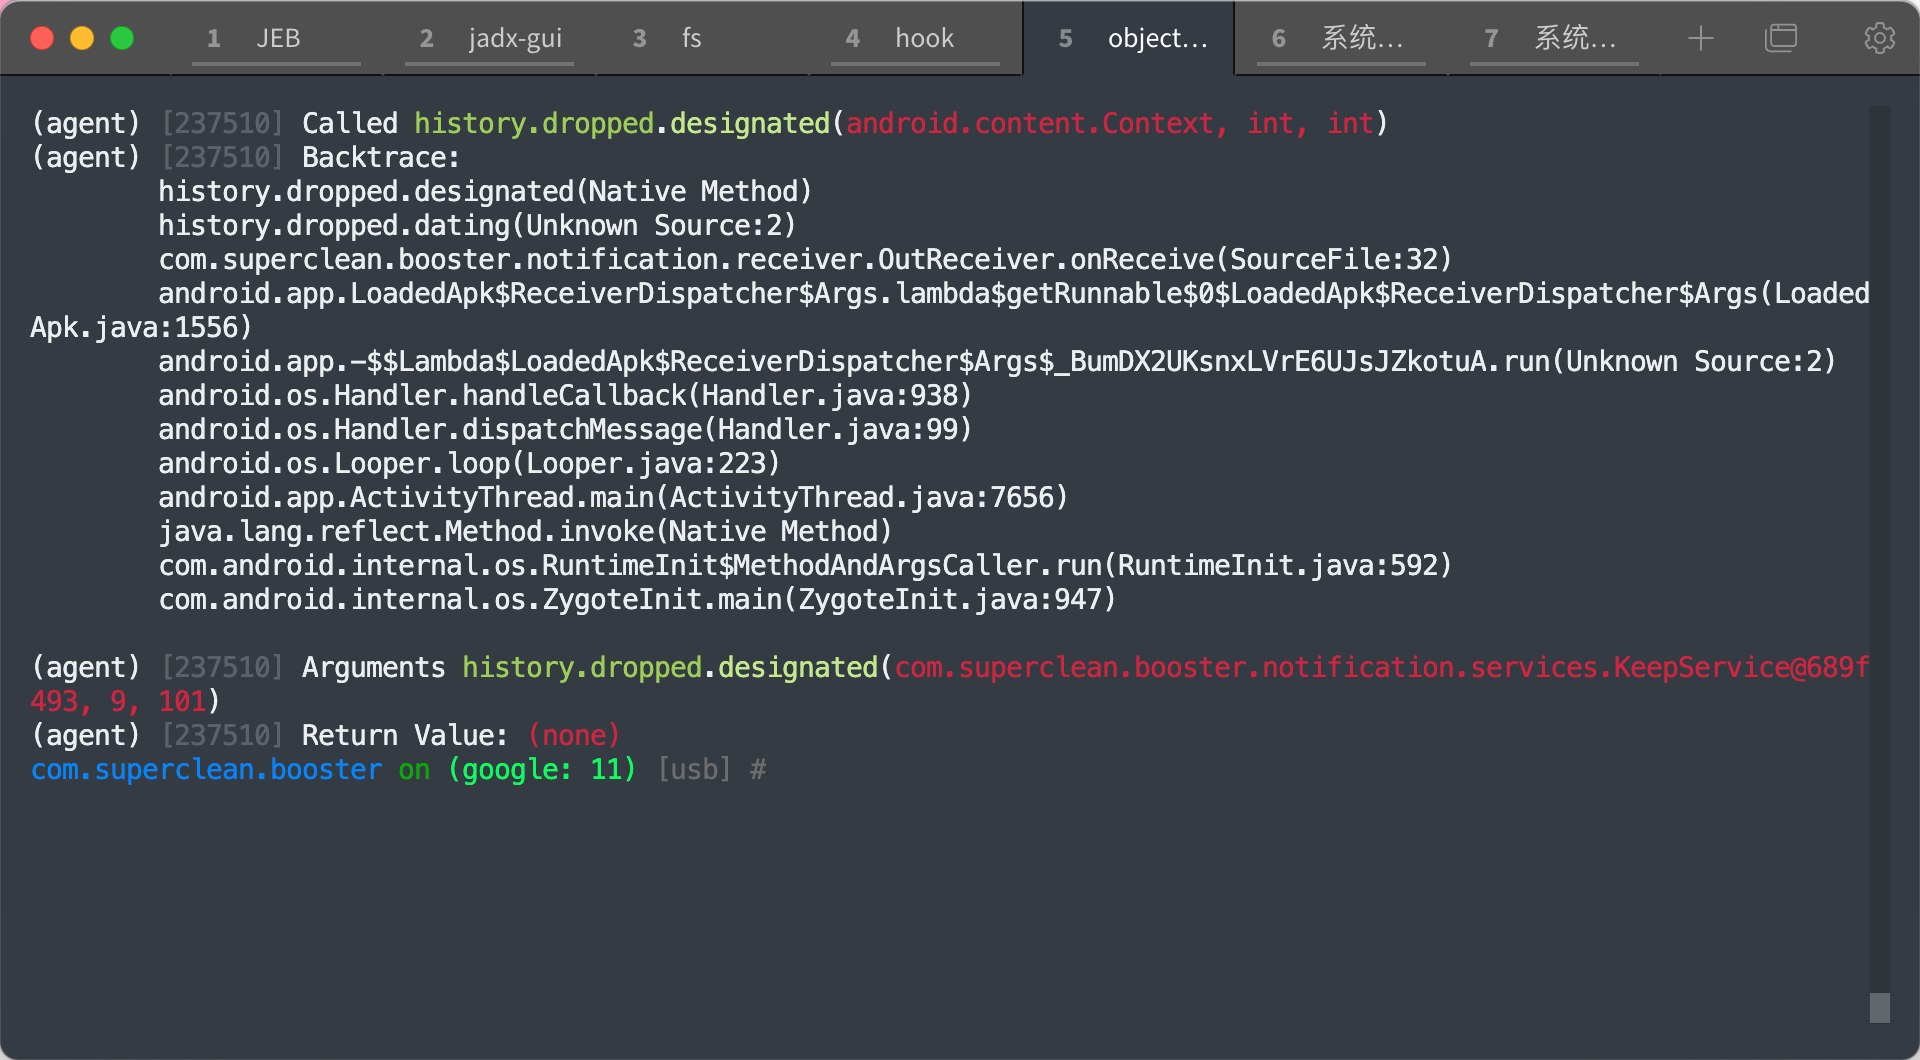 1 JEB 2 jadx-gui 3 fs 4 hook 5 object... 6 系统... 7 系统...
(agent) [237510] Called history.dropped.designated(android.content.Context, int, int)
(agent) [237510] Backtrace:
history.dropped.designated(Native Method)
history.dropped.dating(Unknown Source:2)
com.superclean.booster.notification.receiver.OutReceiver.onReceive(SourceFile:32)
android.app.LoadedApk$ReceiverDispatcher$Args.lambda$getRunnable$0$LoadedApk$ReceiverDispatcher$Args(Loaded
Apk.java:1556)
android.app.-$$Lambda$LoadedApk$ReceiverDispatcher$Args$_BumDX2UKsnxLVrE6UJsJZkotuA.run(Unknown Source:2)
android.os.Handler.handleCallback(Handler.java:938)
android.os.Handler.dispatchMessage(Handler.java:99)
android.os.Looper.loop(Looper.java:223)
android.app.ActivityThread.main(ActivityThread.java:7656)
java.lang.reflect.Method.invoke(Native Method)
com.android.internal.os.RuntimeInit$MethodAndArgsCaller.run(RuntimeInit.java:592)
com.android.internal.os.ZygoteInit.main(ZygoteInit.java:947)
(agent) [237510] Arguments history.dropped.designated(com.superclean.booster.notification.services.KeepService@689f
493, 9, 101)
(agent) [237510] Return Value: (none)
com.superclean.booster on (google: 11) [usb] #